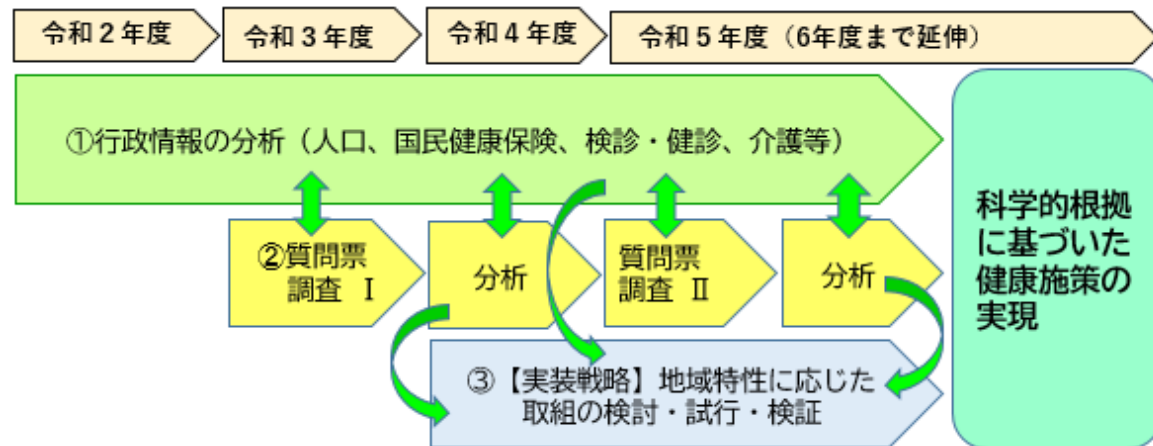 令和2年度
令和3年度
令和4年度
令和5年度（6年度まで延伸）
①行政情報の分析（人口、国民健康保険、検診・健診、介護等）
②質問票
調査 Ⅰ
分析
質問票
調査 Ⅱ
分析
③【実装戦略】地域特性に応じた
取組の検討・試行・検証
科学的根拠
に基づいた
健康施策の
実現